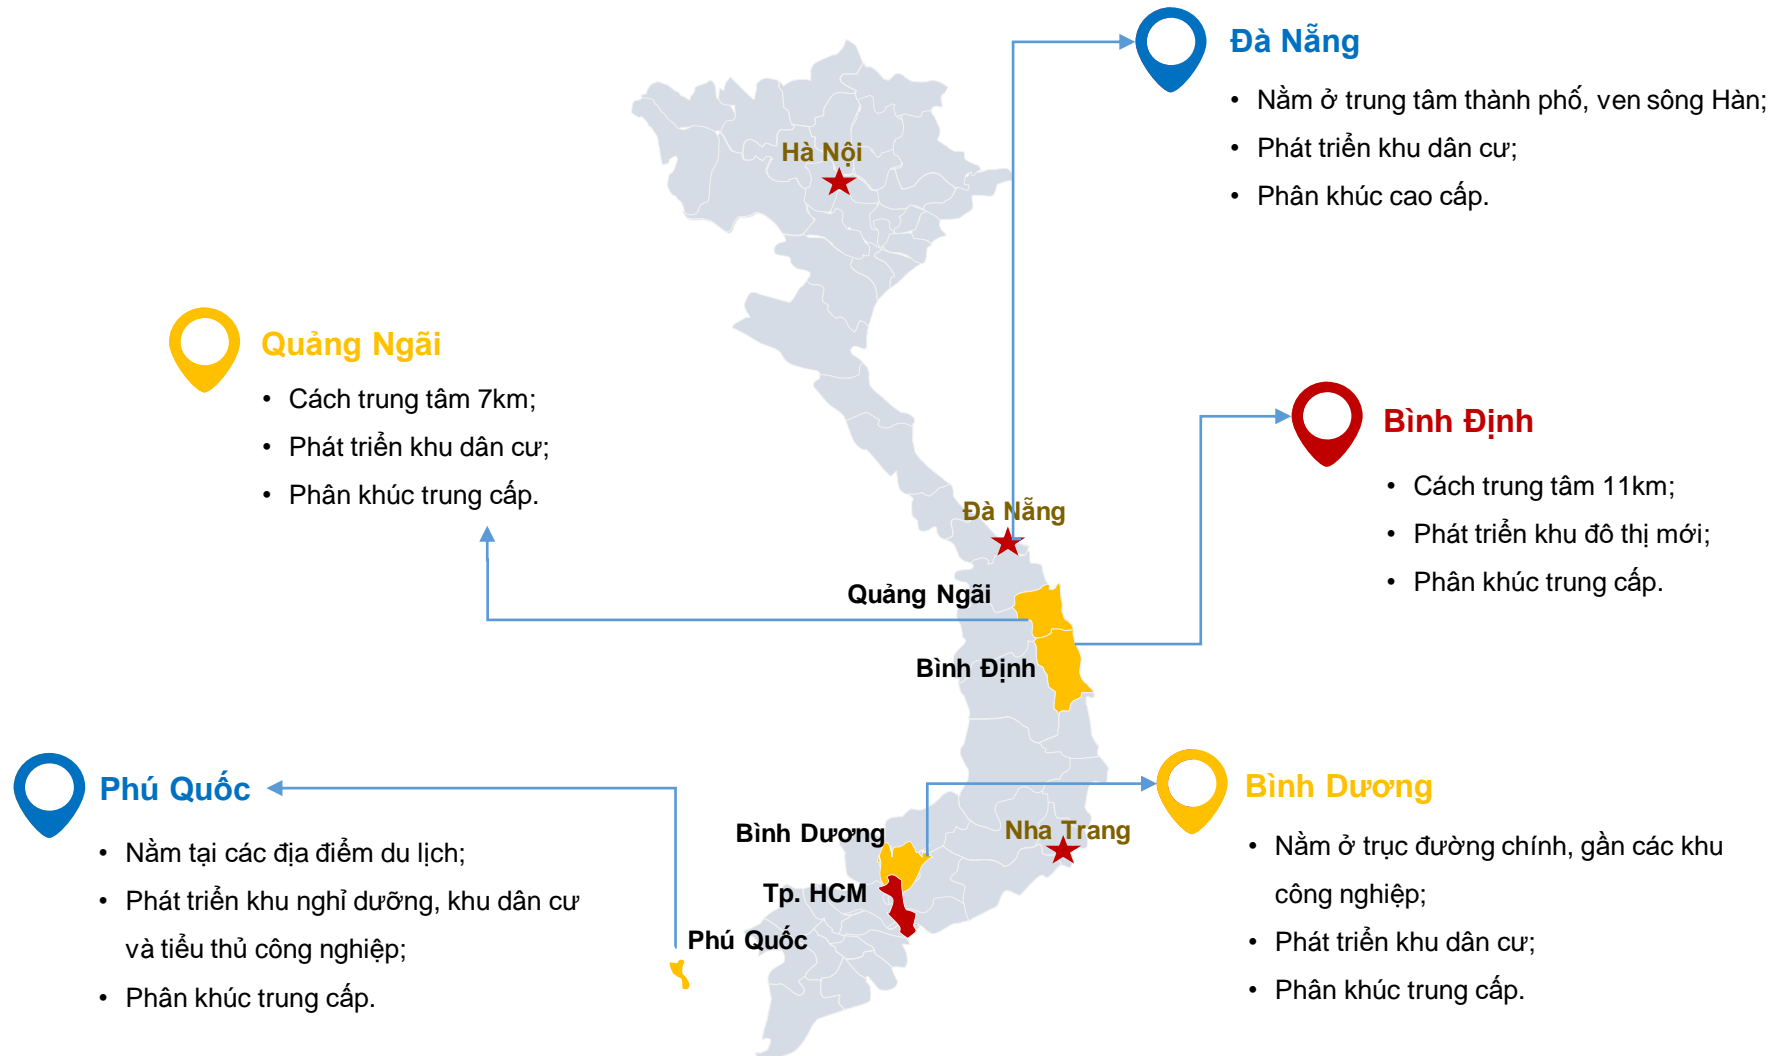 Đà Nẵng
• Nằm ở trung tâm thành phố, ven sông Hàn;
• Phát triển khu dân cư;
• Phân khúc cao cấp.
Hà Nội
Quảng Ngãi
• Cách trung tâm 7km;
• Phát triển khu dân cư;
• Phân khúc trung cấp.
Bình Định
• Cách trung tâm 11km;
• Phát triển khu đô thị mới;
• Phân khúc trung cấp.
Đà Nẵng
Quảng Ngãi
Bình Định
Phú Quốc
• Nằm tại các địa điểm du lịch;
• Phát triển khu nghỉ dưỡng, khu dân cư
và tiểu thủ công nghiệp;
• Phân khúc trung cấp.
Bình Dương
Nha Trang
Tp. HCM
Phú Quốc
Bình Dương
• Nằm ở trục đường chính, gần các khu
công nghiệp;
• Phát triển khu dân cư;
• Phân khúc trung cấp.